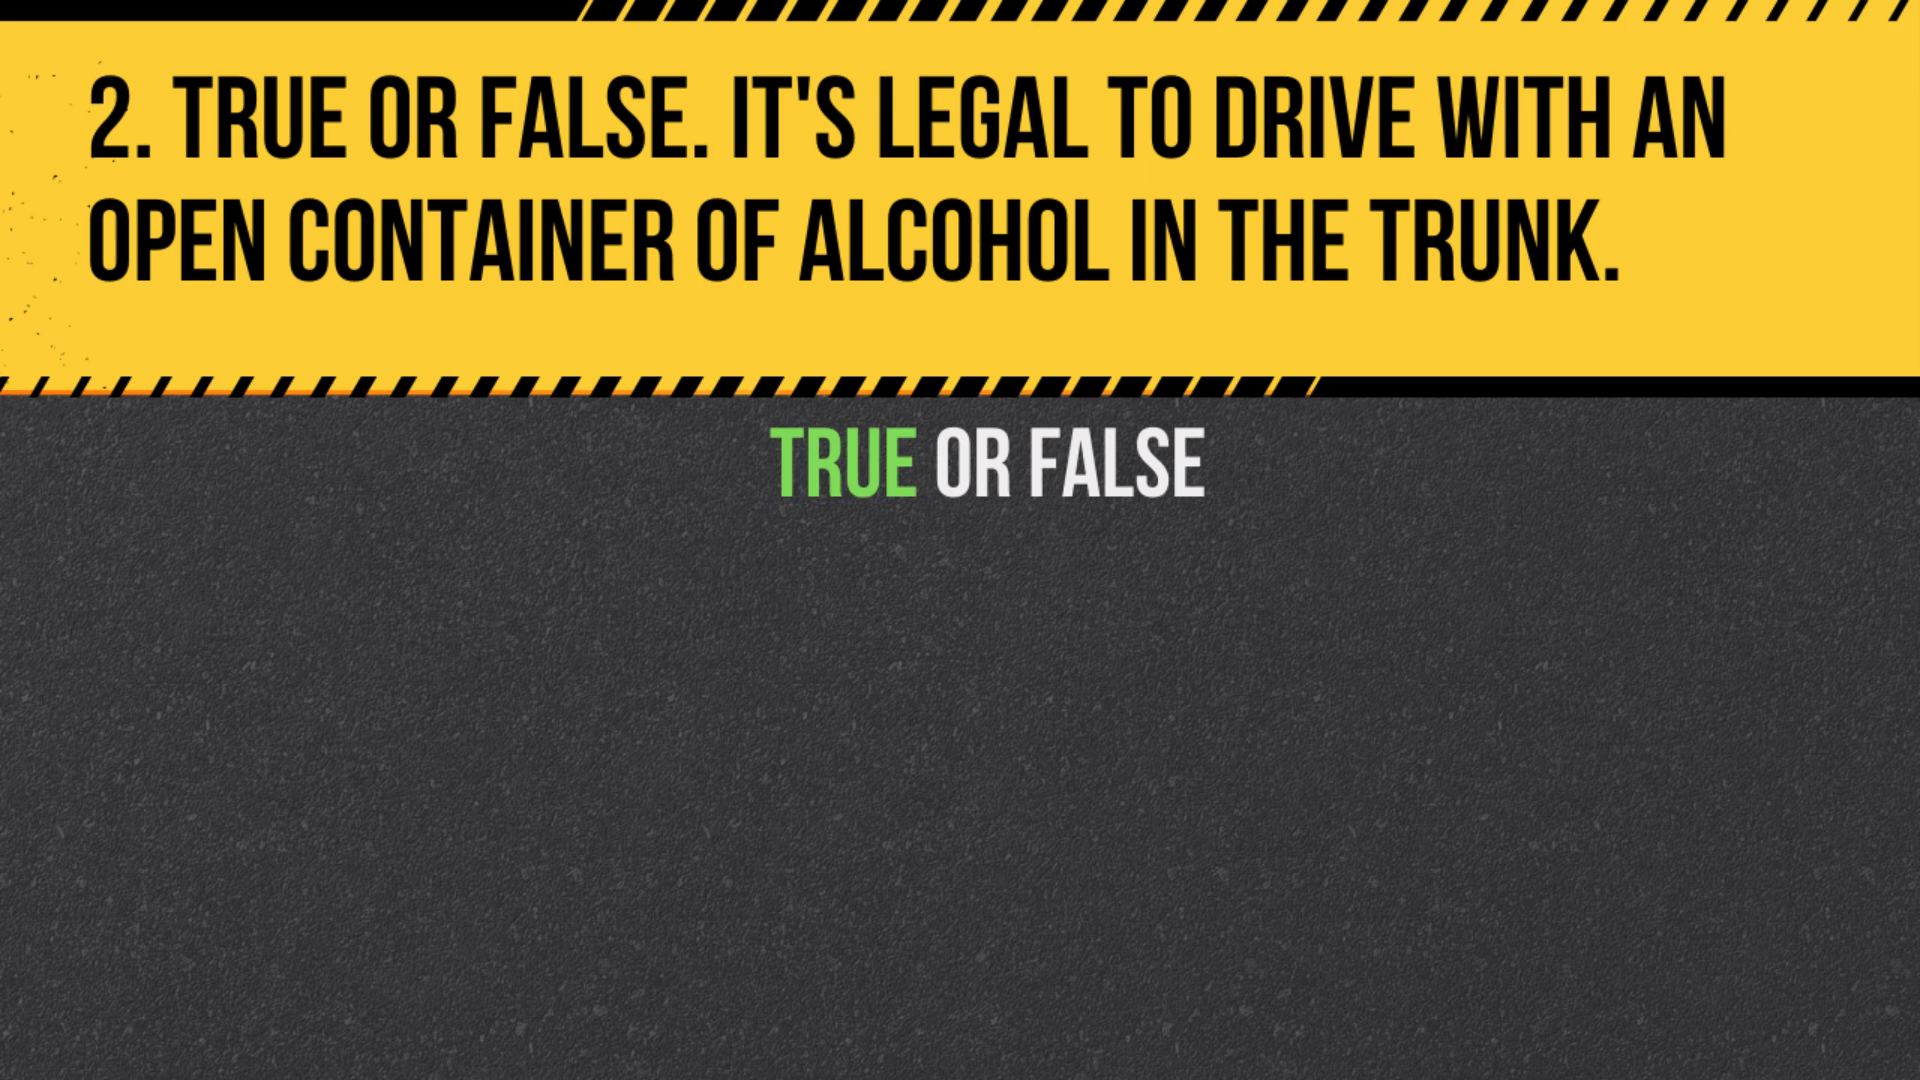 2. TRUE OR FALSE. IT'S LEGAL TO DRIVE WITH AN
OPEN CONTAINER OF ALCOHOL IN THE TRUNK.
TRUE OR FALSE